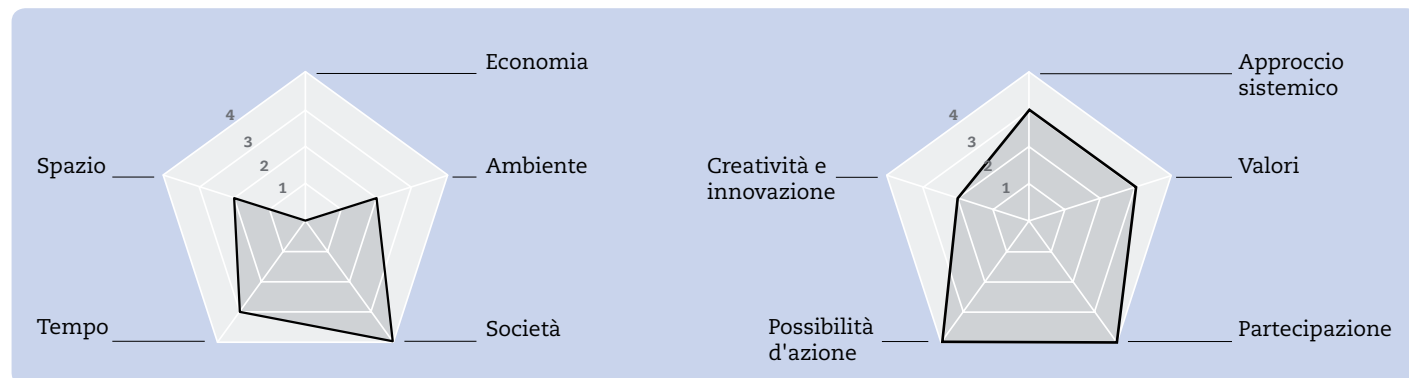 Economia
Ambiente
Società
Tempo
Spazio
4
3
2
1
Approccio
sistemico
Valori
Partecipazione
Possibilità
d'azione
Creatività e
innovazione
4
3
2
1